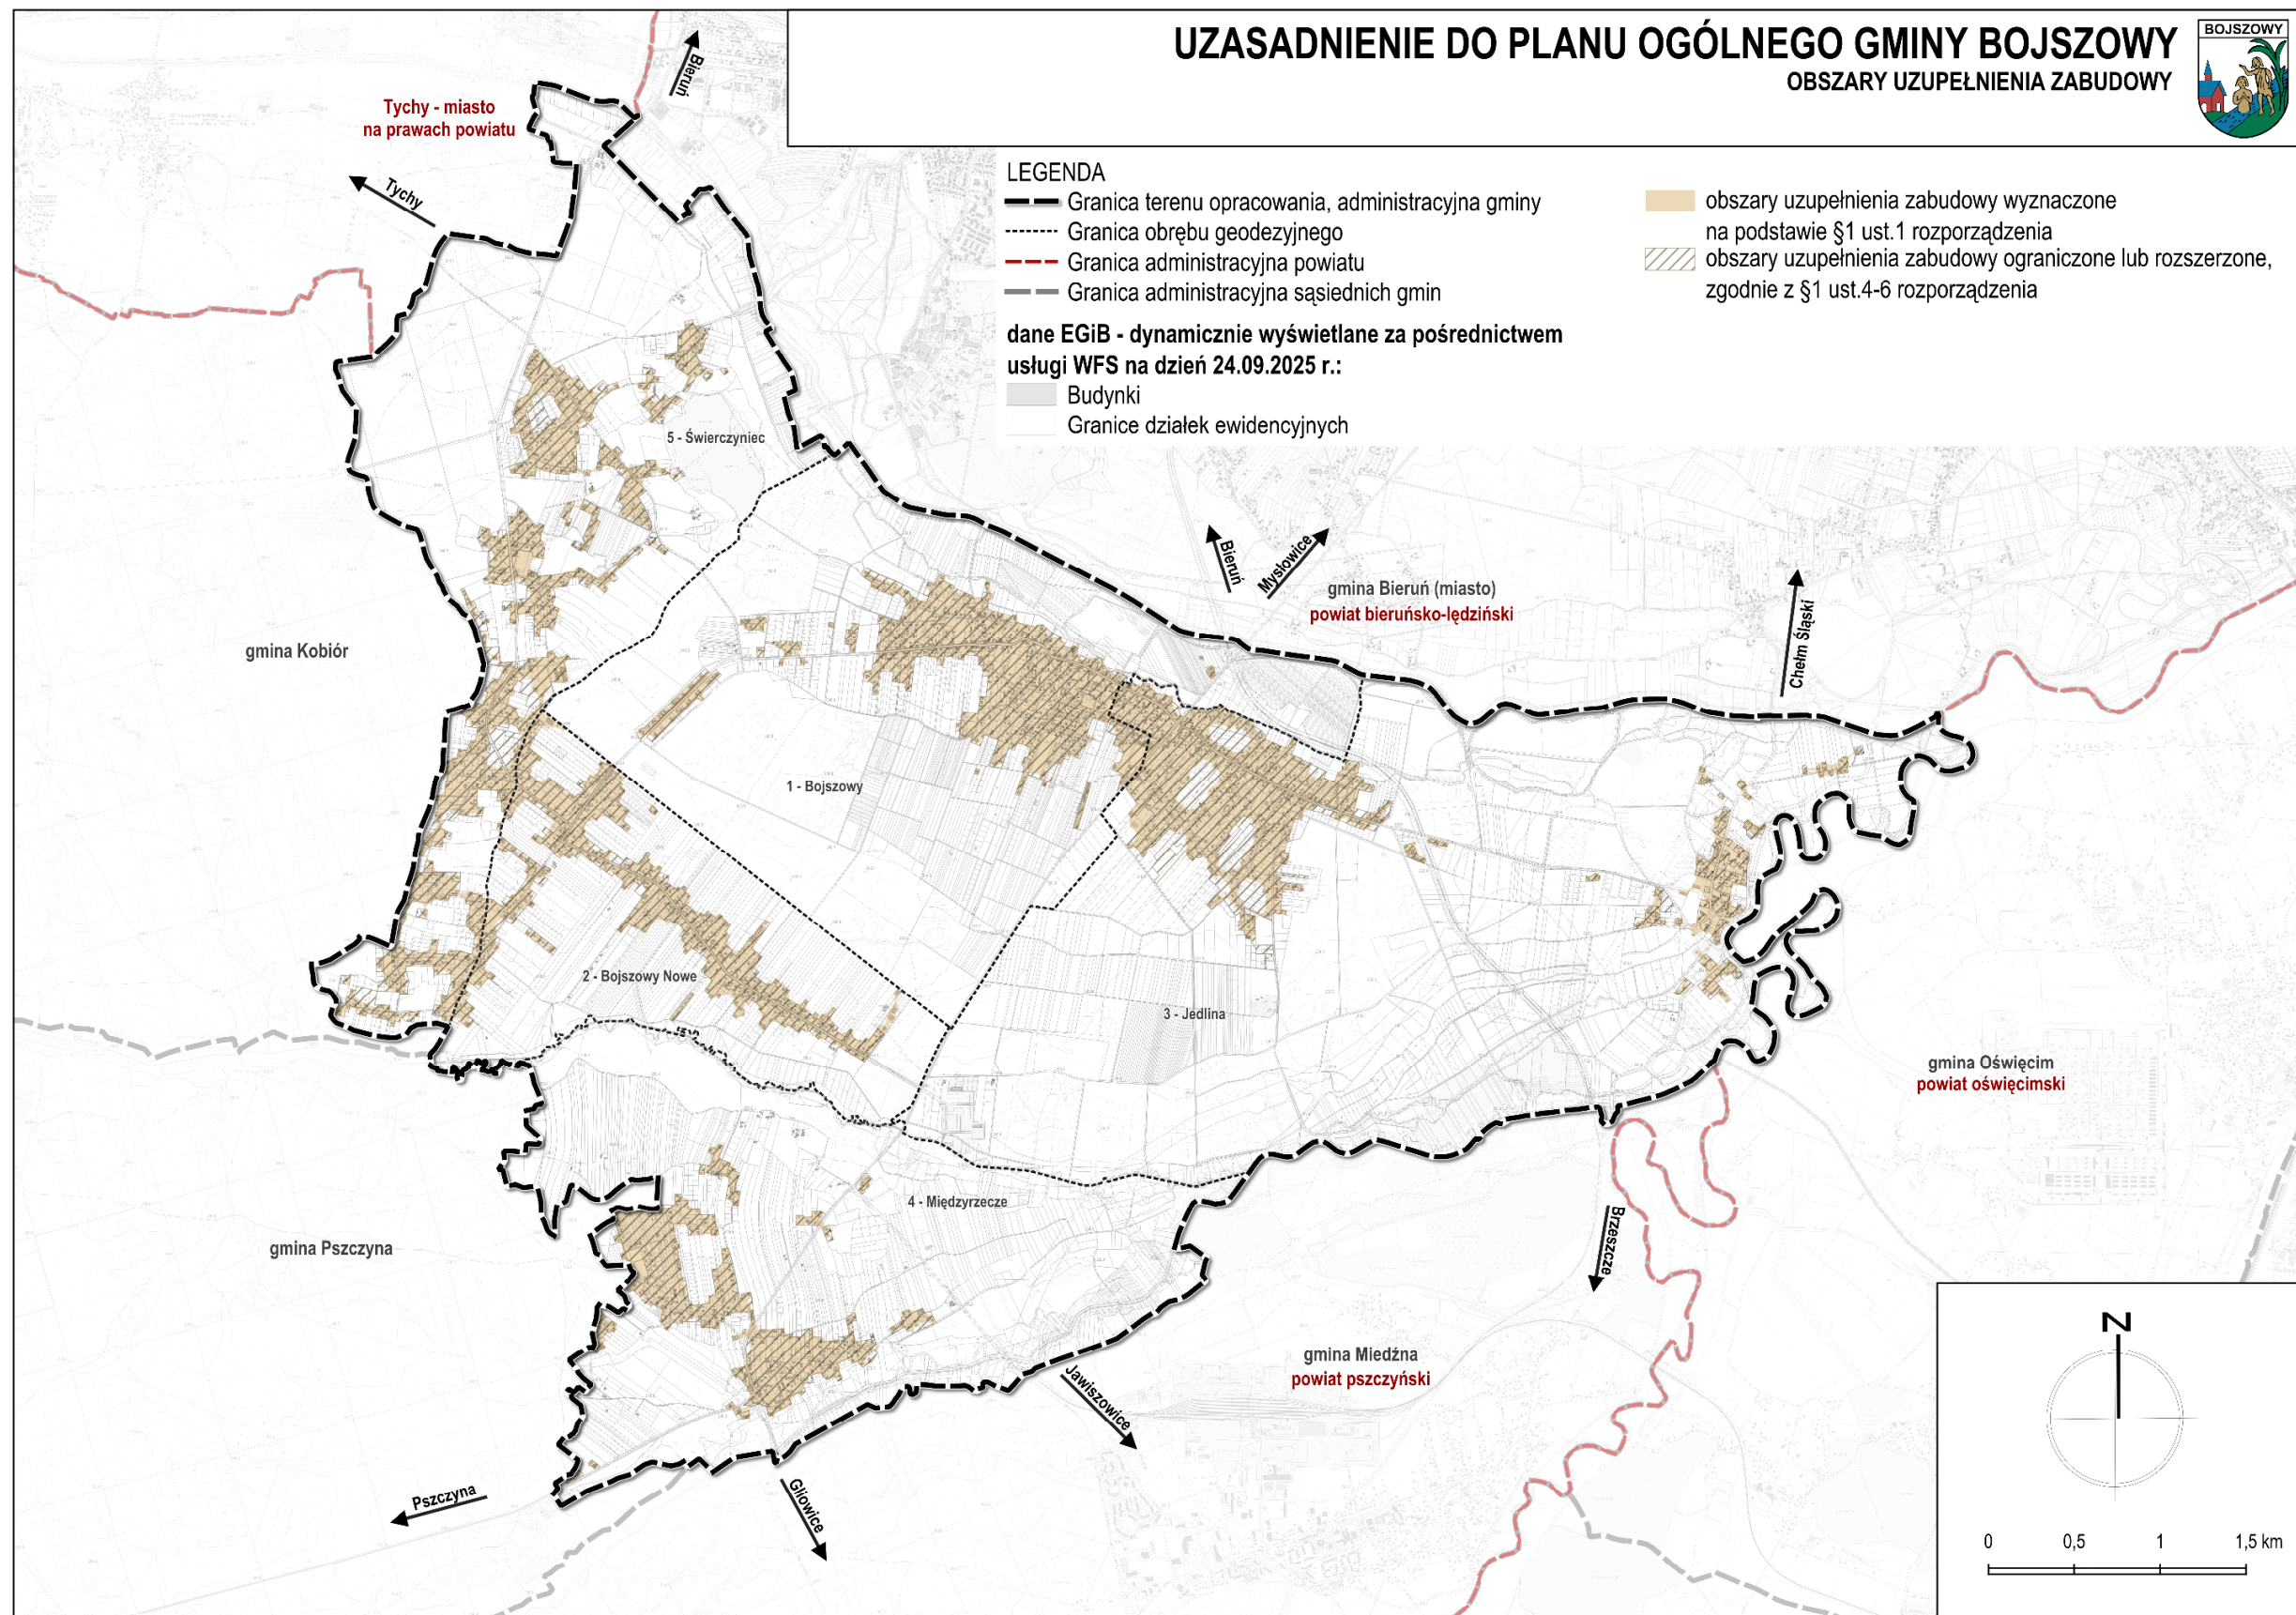 UZASADNIENIE DO PLANU OGÓLNEGO GMINY BOJSZOWY
OBSZARY UZUPEŁNIENIA ZABUDOWY
BOJSZOWY
LEGENDA
Granica terenu opracowania, administracyjna gminy
Granica obrębu geodezyjnego
Granica administracyjna powiatu
Granica administracyjna sąsiednich gmin
dane EGiB - dynamicznie wyświetlane za pośrednictwem
usługi WFS na dzień 24.09.2025 r.:
Budynki
Granice działek ewidencyjnych
obszary uzupełnienia zabudowy wyznaczone
na podstawie §1 ust.1 rozporządzenia
obszary uzupełnienia zabudowy ograniczone lub rozszerzone,
zgodnie z §1 ust.4-6 rozporządzenia
Bieruń
Tychy - miasto
na prawach powiatu
Tychy
5 - Świerczyniec
Bieruń
Mysłowice
gmina Bieruń (miasto)
powiat bieruńsko-lędziński
Chełm Śląski
gmina Kobiór
1 - Bojszowy
2 - Bojszowy Nowe
3 - Jedlina
gmina Oświęcim
powiat oświęcimski
4 - Międzyrzecze
gmina Pszczyna
Brzeszcze
gmina Miedźna
powiat pszczyński
Jawiszowice
Pszczyna
Gliowice
N
0 0,5 1 1,5 km